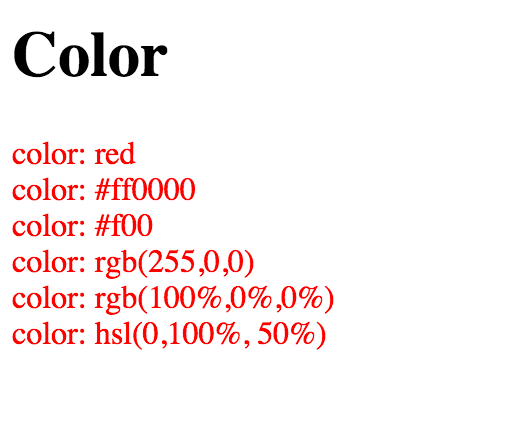 Color
color: red
color: #ff0000
color: #f00
color: rgb(255,0,0)
color: rgb(100%,0%,0%)
color: hsl(0,100%, 50%)